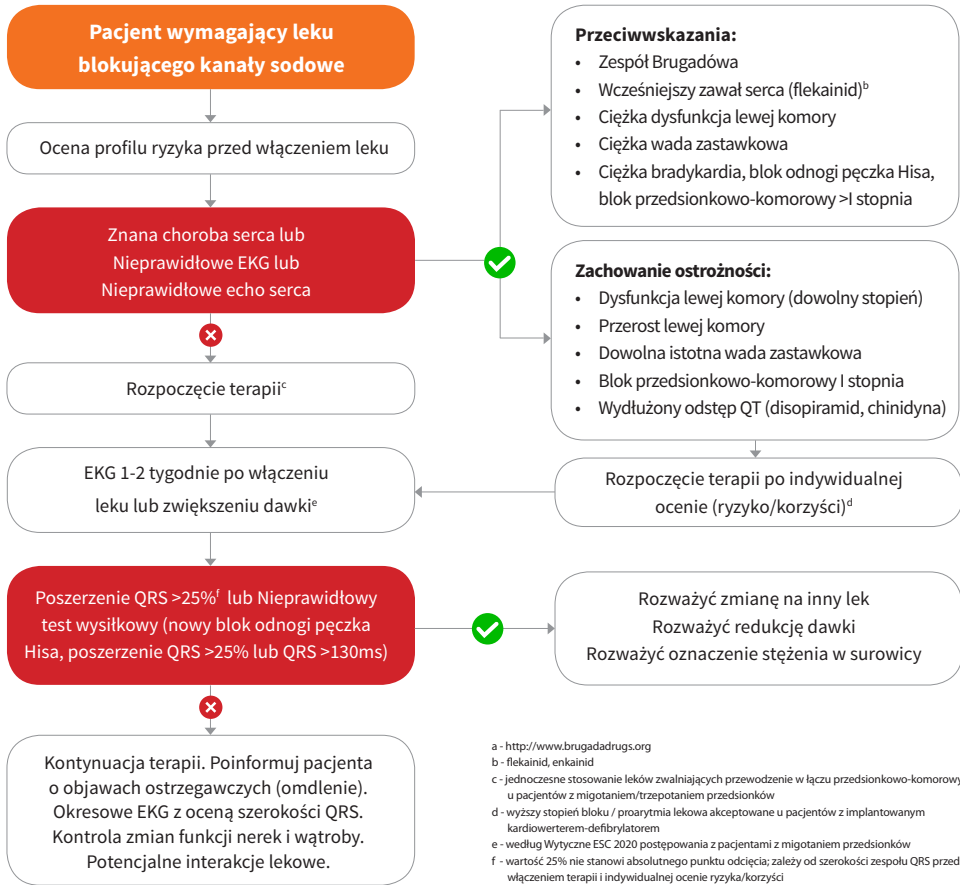 Pacjent wymagający leku
blokującego kanały sodowe
Ocena profilu ryzyka przed włączeniem leku
Znana choroba serca lub
Nieprawidłowe EKG lub
Nieprawidłowe echo serca
Przeciwwskazania:
• Zespół Brugadówa
• Wcześniejszy zawał serca (flekainid)ᵇ
• Ciężka dysfunkcja lewej komory
• Ciężka wada zastawkowa
• Ciężka bradykardia, blok odnogi pęczka Hisa,
blok przedsionkowo-komorowy >I stopnia
Zachowanie ostrożności:
• Dysfunkcja lewej komory (dowolny stopień)
• Przerost lewej komory
• Dowolna istotna wada zastawkowa
• Blok przedsionkowo-komorowy I stopnia
• Wydłużony odstęp QT (disopiramid, chinidyna)
Rozpoczęcie terapiiᶜ
EKG 1-2 tygodnie po włączeniu
leku lub zwiększeniu dawkiᵉ
Rozpoczęcie terapii po indywidualnej
ocenie (ryzyko/korzyści)ᵈ
Poszerzenie QRS >25%ᶠ lub Nieprawidłowy
test wysiłkowy (nowy blok odnogi pęczka
Hisa, poszerzenie QRS >25% lub QRS >130ms)
Rozważyć zmianę na inny lek
Rozważyć redukcję dawki
Rozważyć oznaczenie stężenia w surowicy
Kontynuacja terapii. Poinformuj pacjenta
o objawach ostrzegawczych (omdlenie).
Okresowe EKG z oceną szerokości QRS.
Kontrola zmian funkcji nerek i wątroby.
Potencjalne interakcje lekowe.
a - http://www.brugadadrugs.org
b - flekainid, enkainid
c - jednoczesne stosowanie leków zwalniających przewodzenie w łączu przedsionkowo-komorowy
u pacjentów z migotaniem/trzepotaniem przedsionków
d - wyższy stopień bloku / proarytmia lekowa akceptowane u pacjentów z implantowanym
kardiowerterem-defibrylatorem
e - według Wytyczne ESC 2020 postępowania z pacjentami z migotaniem przedsionków
f - wartość 25% nie stanowi absolutnego punktu odcięcia; zależy od szerokości zespołu QRS przed
włączeniem terapii i indywidualnej ocenie ryzyka/korzyści